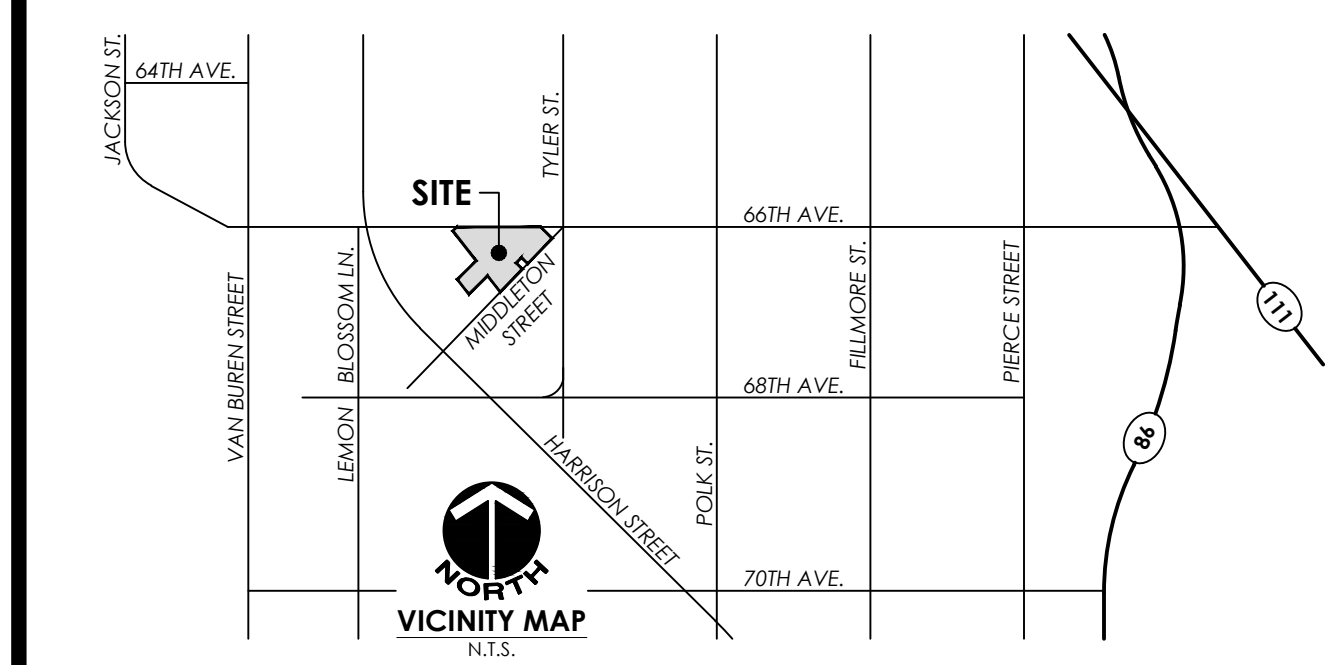 JACKSON ST.
64TH AVE.
TYLER ST.
SITE
66TH AVE.
VAN BUREN STREET
LEMON BLOSSOM LN.
MIDDLETON
STREET
FILLMORE ST.
PIERCE STREET
111
68TH AVE.
86
HARRISON STREET
POLK ST.
NORTH
70TH AVE.
VICINITY MAP
N.T.S.